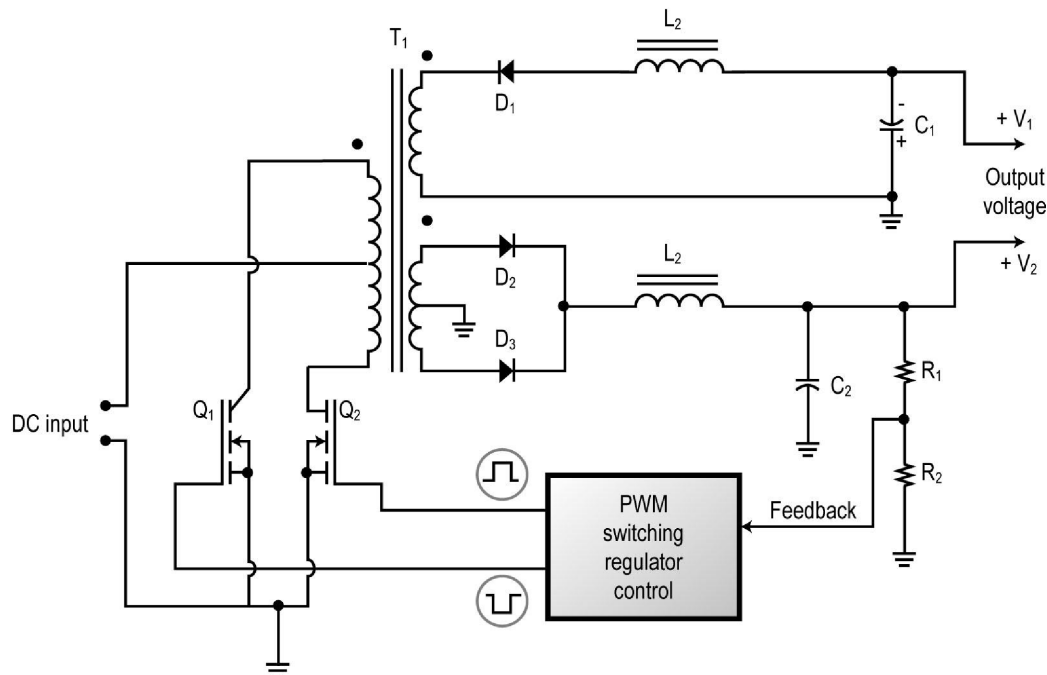 T1
L2
D1
-
+
C1
+ V1
Output
voltage
+ V2
D2
L2
D3
C2
R1
R2
DC input
Q1
Q2
PWM
switching
regulator
control
Feedback